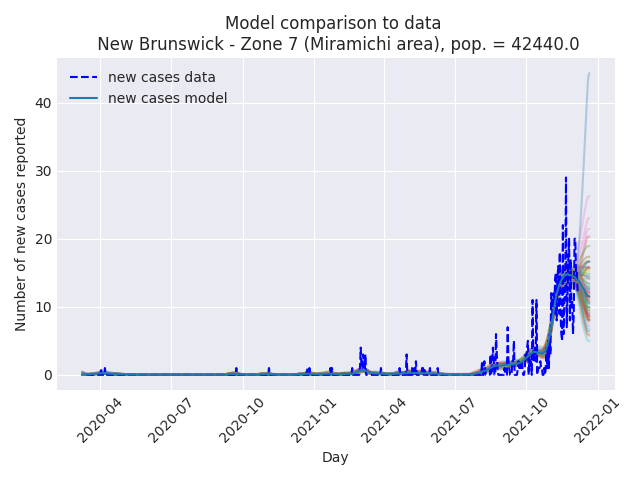 Model comparison to data
New Brunswick - Zone 7 (Miramichi area), pop. = 42440.0
new cases data
new cases model
Number of new cases reported
40
30
20
10
0
2020-04
2020-07
2020-10
2021-01
2021-04
2021-07
2021-10
2022-01
Day